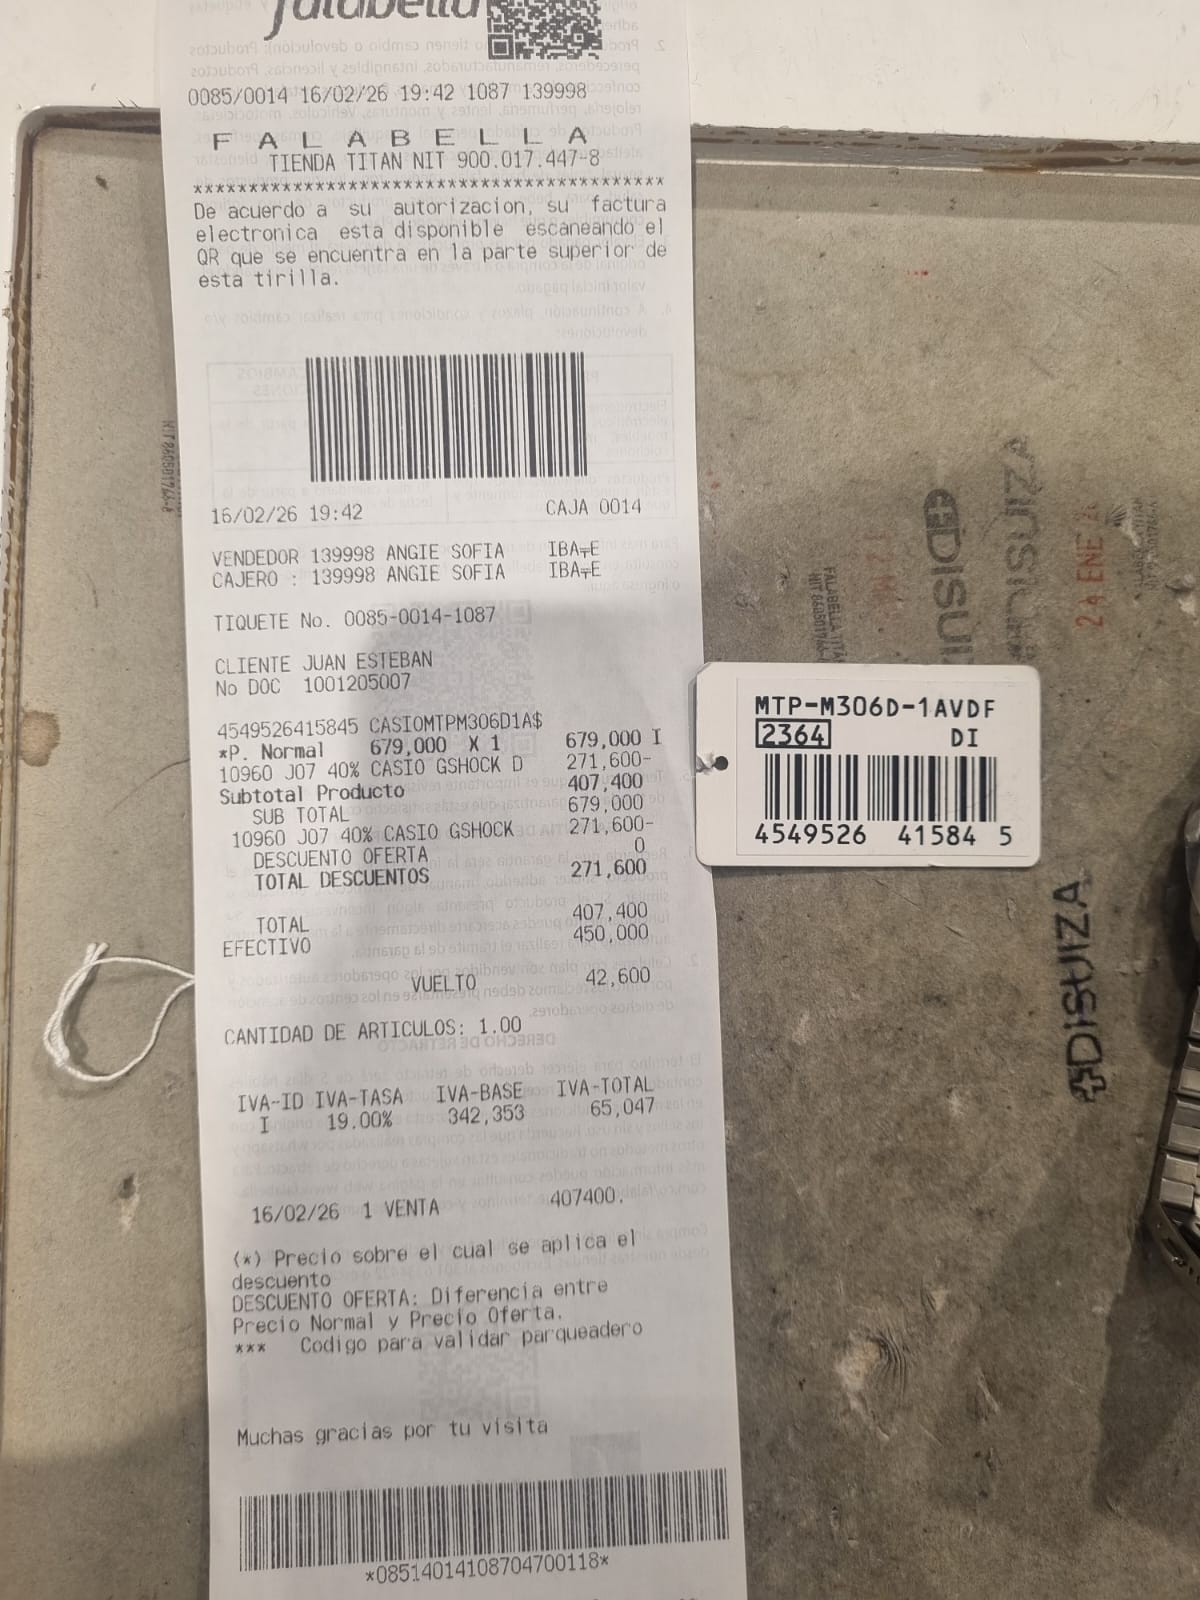 falabella
0085/0014 16/02/26 19:42 1087 139998
F A L A B E L L A
TIENDA TITAN NIT 900.017.447-8
******************************************
De acuerdo a su autorizacion, su factura
electronica esta disponible escaneando el
QR que se encuentra en la parte superior de
esta tirilla.
16/02/26 19:42 CAJA 0014
VENDEDOR 139998 ANGIE SOFIA
CAJERO : 139998 ANGIE SOFIA
TIQUETE No. 0085-0014-1087
CLIENTE JUAN ESTEBAN
No DOC 1001205007
4549526415845 CASIOMTPM306D1A$
*P. Normal 679,000 X 1 679,000 I
10960 J07 40% CASIO GSHOCK D 271,600-
Subtotal Producto 407,400
SUB TOTAL 679,000
10960 J07 40% CASIO GSHOCK 271,600-
DESCUENTO OFERTA 0
TOTAL DESCUENTOS 271,600
TOTAL 407,400
EFECTIVO 450,000
VUELTO 42,600
CANTIDAD DE ARTICULOS: 1.00
IVA-ID IVA-TASA IVA-BASE IVA-TOTAL
I 19.00% 342,353 65,047
16/02/26 1 VENTA 407400.
(*) Precio sobre el cual se aplica el
descuento
DESCUENTO OFERTA: Diferencia entre
Precio Normal y Precio Oferta.
*** Codigo para validar parqueadero
Muchas gracias por tu visita
*08514014108704700118*
MTP-M306D-1AVDF
2364 DI
4549526 41584 5
DISUIZA
DISUIZA
24 ENE
FALABELLA TITAN
DISUIZA